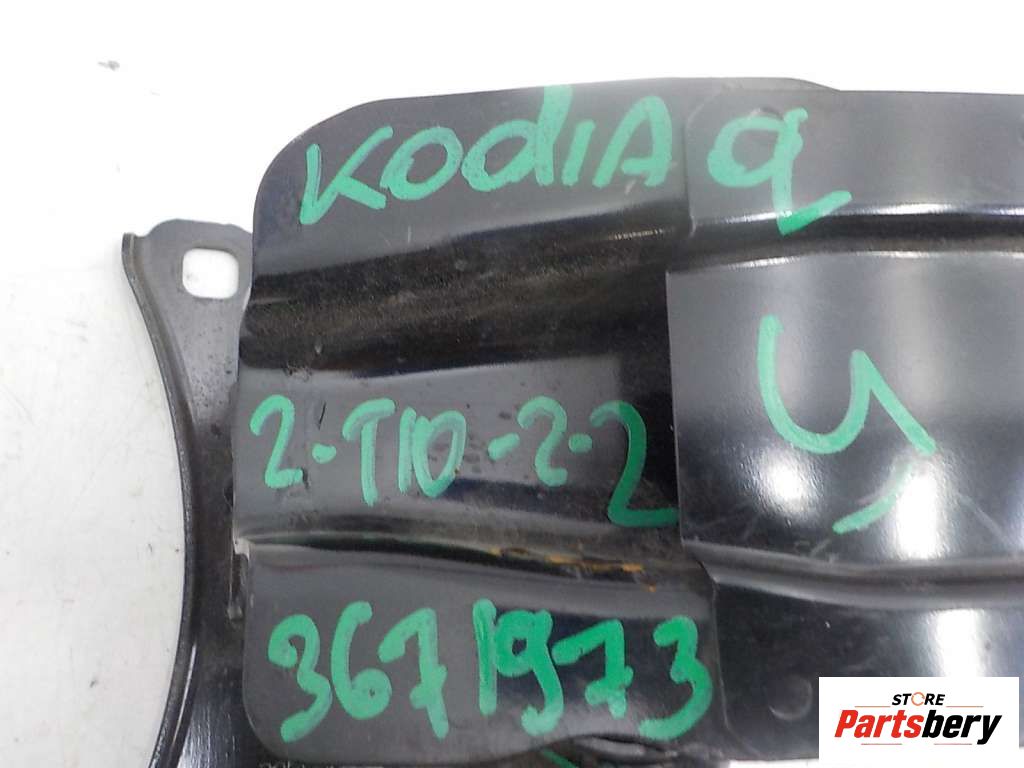 KodiAq
Ч
2-T10-2-2
3671973
STORE
Partsbery